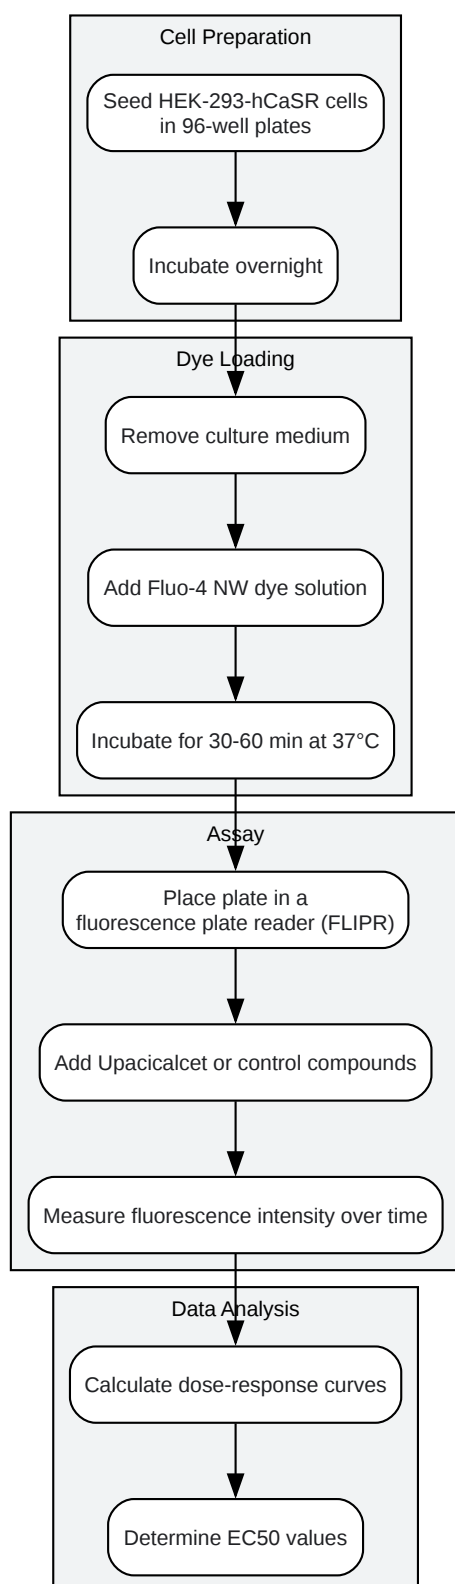 Cell Preparation
Seed HEK-293-hCaSR cells
in 96-well plates
Incubate overnight
Dye Loading
Remove culture medium
Add Fluo-4 NW dye solution
Incubate for 30-60 min at 37°C
Assay
Place plate in a
fluorescence plate reader (FLIPR)
Add Upacicalcet or control compounds
Measure fluorescence intensity over time
Data Analysis
Calculate dose-response curves
Determine EC50 values